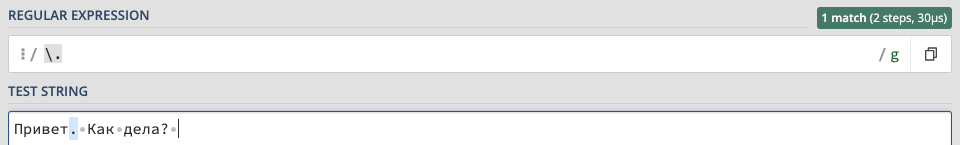 REGULAR EXPRESSION
1 match (2 steps, 30μs)
/ \. / g
TEST STRING
Привет. Как дела?